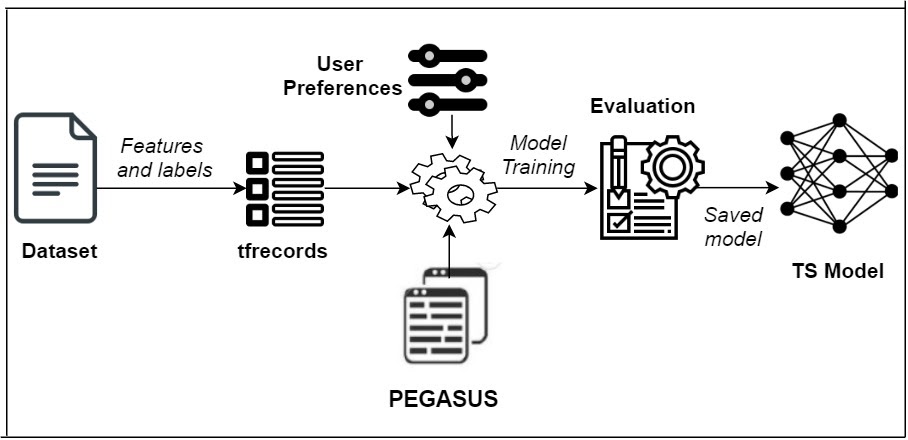 User
Preferences
Evaluation
Features
and labels
Model
Training
Dataset
tfrecords
Saved
model
TS Model
PEGASUS